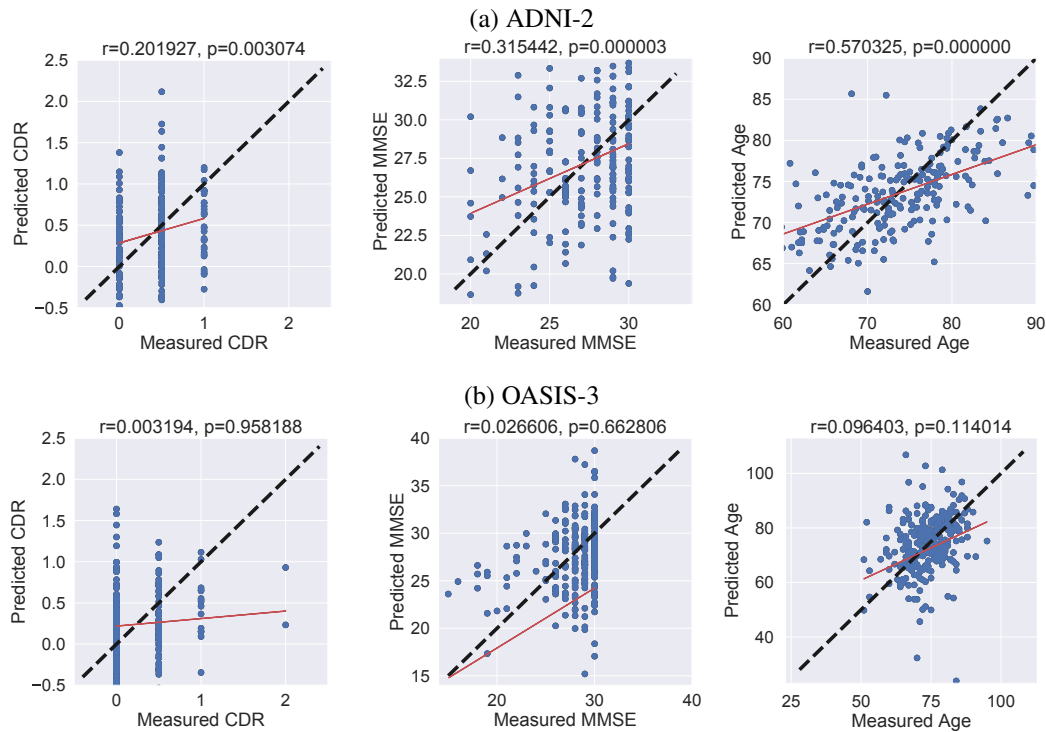 (a) ADNI-2
r=0.201927, p=0.003074
r=0.315442, p=0.000003
r=0.570325, p=0.000000
Predicted CDR
2.5
2.0
1.5
1.0
0.5
0.0
−0.5
0 1 2
Measured CDR
Predicted MMSE
32.5
30.0
27.5
25.0
22.5
20.0
20 25 30
Measured MMSE
Predicted Age
90
85
80
75
70
65
60
60 70 80 90
Measured Age
(b) OASIS-3
r=0.003194, p=0.958188
r=0.026606, p=0.662806
r=0.096403, p=0.114014
Predicted CDR
2.5
2.0
1.5
1.0
0.5
0.0
−0.5
0 1 2
Measured CDR
Predicted MMSE
40
35
30
25
20
15
20 30 40
Measured MMSE
Predicted Age
100
80
60
40
25 50 75 100
Measured Age